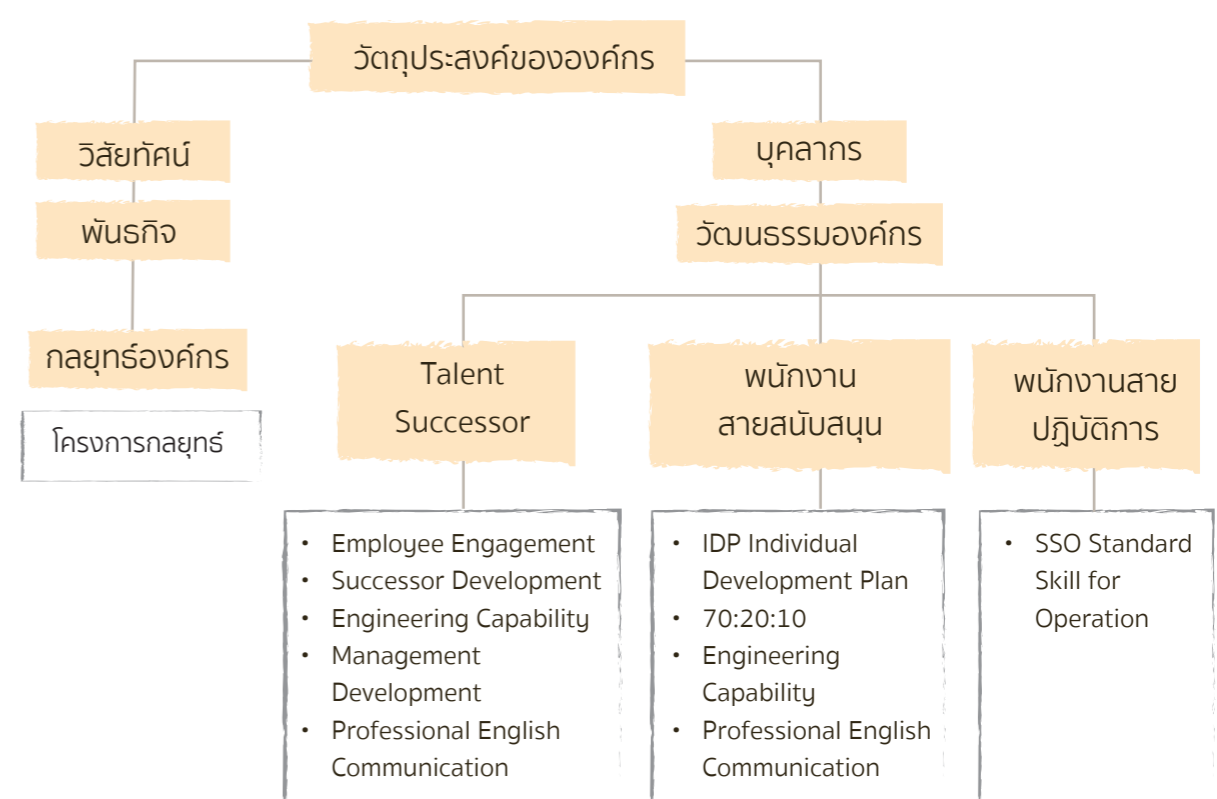 วัตถุประสงค์ขององค์กร
วิสัยทัศน์
พันธกิจ
กลยุทธ์องค์กร
โครงการกลยุทธ์
บุคลากร
วัฒนธรรมองค์กร
Talent
Successor
• Employee Engagement
• Successor Development
• Engineering Capability
• Management
Development
• Professional English
Communication
พนักงาน
สายสนับสนุน
• IDP Individual
Development Plan
• 70:20:10
• Engineering
Capability
• Professional English
Communication
พนักงานสาย
ปฏิบัติการ
• SSO Standard
Skill for
Operation